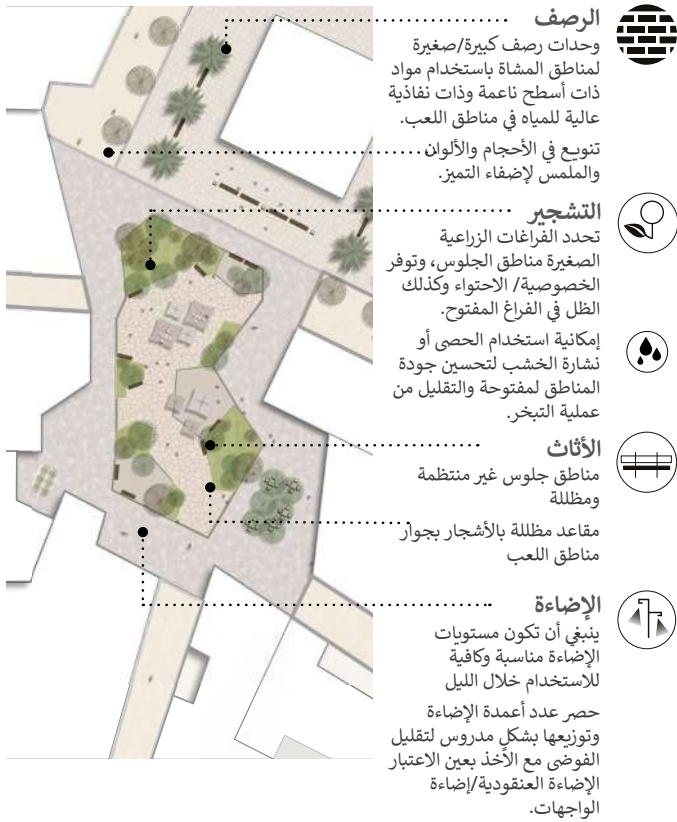 الرصف
وحدات رصف كبيرة/صغيرة
لمناطق المشاة باستخدام مواد
ذات أسطح ناعمة وذات نفاذية
عالية للمياه في مناطق اللعب.
تنويع في الأحجام والألوان
والملمس لإضفاء التميز.
التشجير
تحدد الفراغات الزراعية
الصغيرة مناطق الجلوس، وتوفر
الخصوصية/ الاحتواء وكذلك
الظل في الفراغ المفتوح.
إمكانية استخدام الحصى أو
نشارة الخشب لتحسين جودة
المناطق لمفتوحة والتقليل من
عملية التبخر.
الأثاث
مناطق جلوس غير منتظمة
ومظللة
مقاعد مظللة بالأشجار بجوار
مناطق اللعب
الإضاءة
ينبغي أن تكون مستويات
الإضاءة مناسبة وكافية
للاستخدام خلال الليل
حصر عدد أعمدة الإضاءة
وتوزيعها بشكلٍ مدروس لتقليل
الفوضى مع الأخذ بعين الاعتبار
الإضاءة العنقودية/إضاءة
الواجهات.